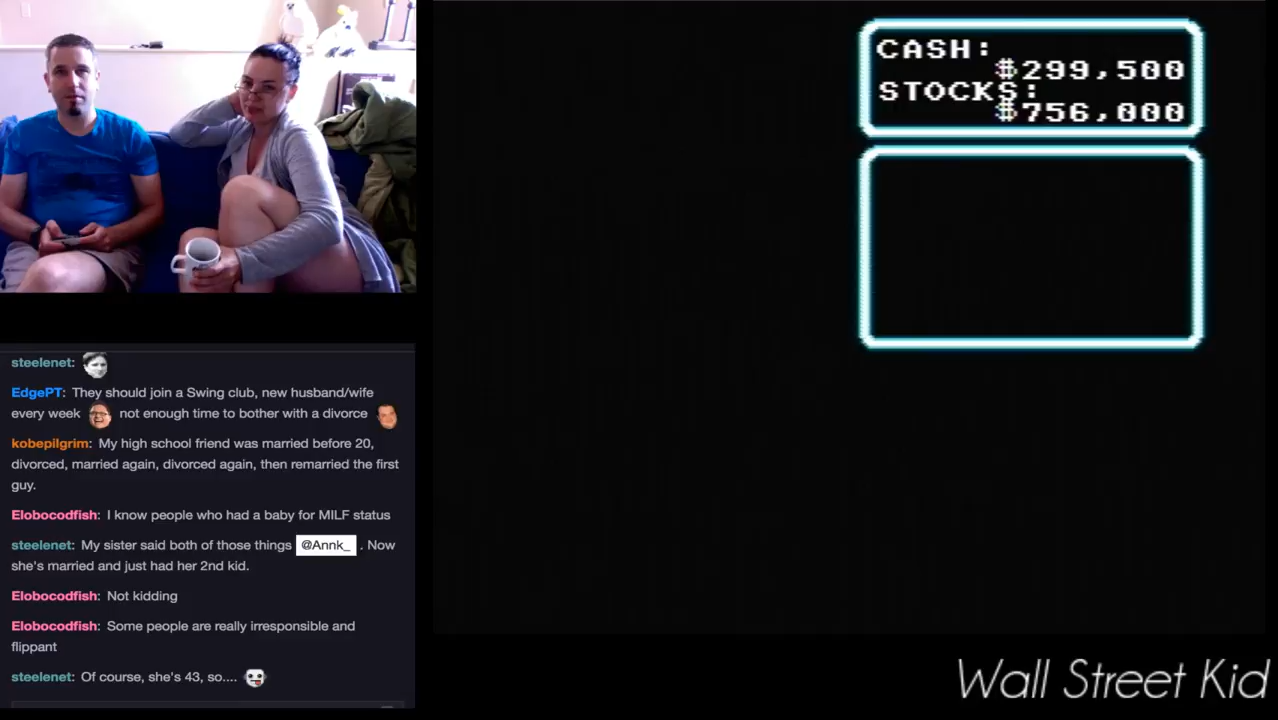 CASH:
$299,500
STOCKS:
$756,000
steelenet:
EdgePT: They should join a Swing club, new husband/wife
every week not enough time to bother with a divorce
kobepilgrim: My high school friend was married before 20,
divorced, married again, divorced again, then remarried the first
guy.
Elobocodfish: I know people who had a baby for MILF status
steelenet: My sister said both of those things @Annk_ . Now
she's married and just had her 2nd kid.
Elobocodfish: Not kidding
Elobocodfish: Some people are really irresponsible and
flippant
steelenet: Of course, she's 43, so....
Wall Street Kid